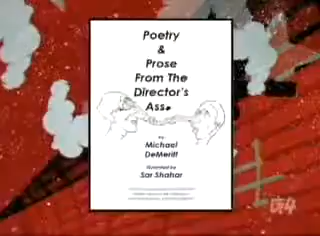 Poetry
&
Prose
From The
Director's
Ass.
by
Michael
DeMeritt
Illustrated by
Sar Shahar